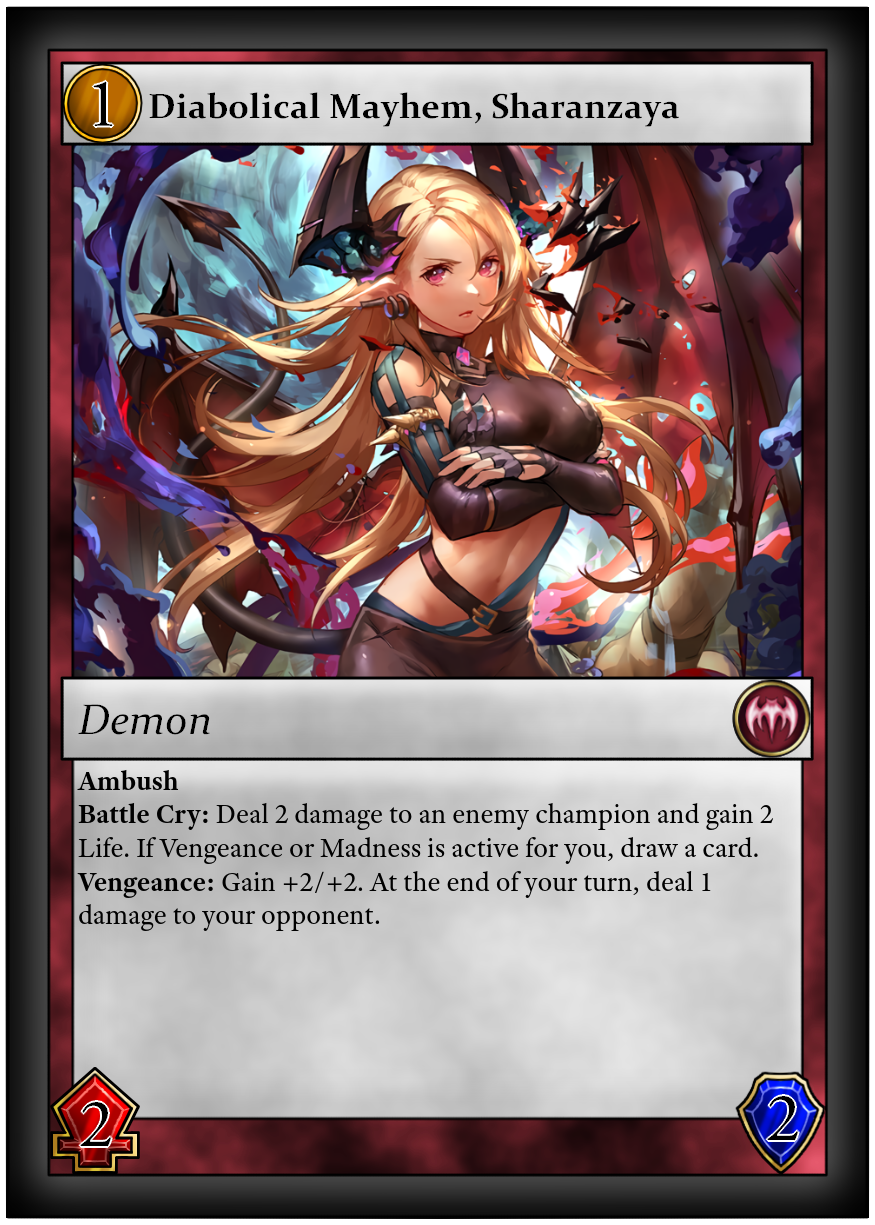 1
Diabolical Mayhem, Sharanzaya
Demon
Ambush
Battle Cry: Deal 2 damage to an enemy champion and gain 2
Life. If Vengeance or Madness is active for you, draw a card.
Vengeance: Gain +2/+2. At the end of your turn, deal 1
damage to your opponent.
2
2